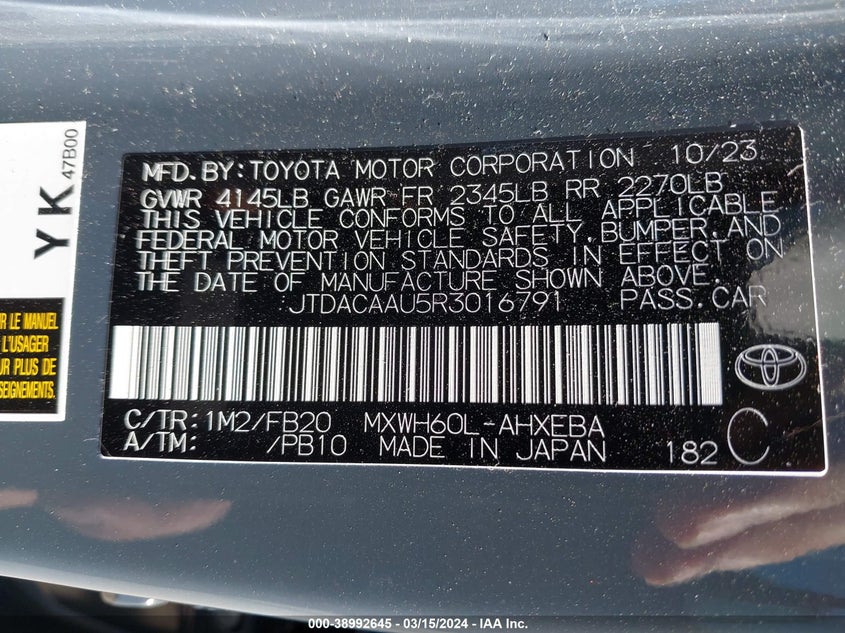 YK
47B00
R LE MANUEL
L'USAGER
UR PLUS DE
SEIGNEMENTS.
MFD. BY: TOYOTA MOTOR CORPORATION 10/23
GVWR 4145LB GAWR FR 2345LB RR 2270LB
THIS VEHICLE CONFORMS TO ALL APPLICABLE
FEDERAL MOTOR VEHICLE SAFETY, BUMPER, AND
THEFT PREVENTION STANDARDS IN EFFECT ON
THE DATE OF MANUFACTURE SHOWN ABOVE.
JTDACAAU5R3016791 PASS. CAR
C/TR: 1M2/FB20 MXWH60L-AHXEBA
A/TM: /PB10 MADE IN JAPAN 182 C
000-38992645 - 03/15/2024 - IAA Inc.